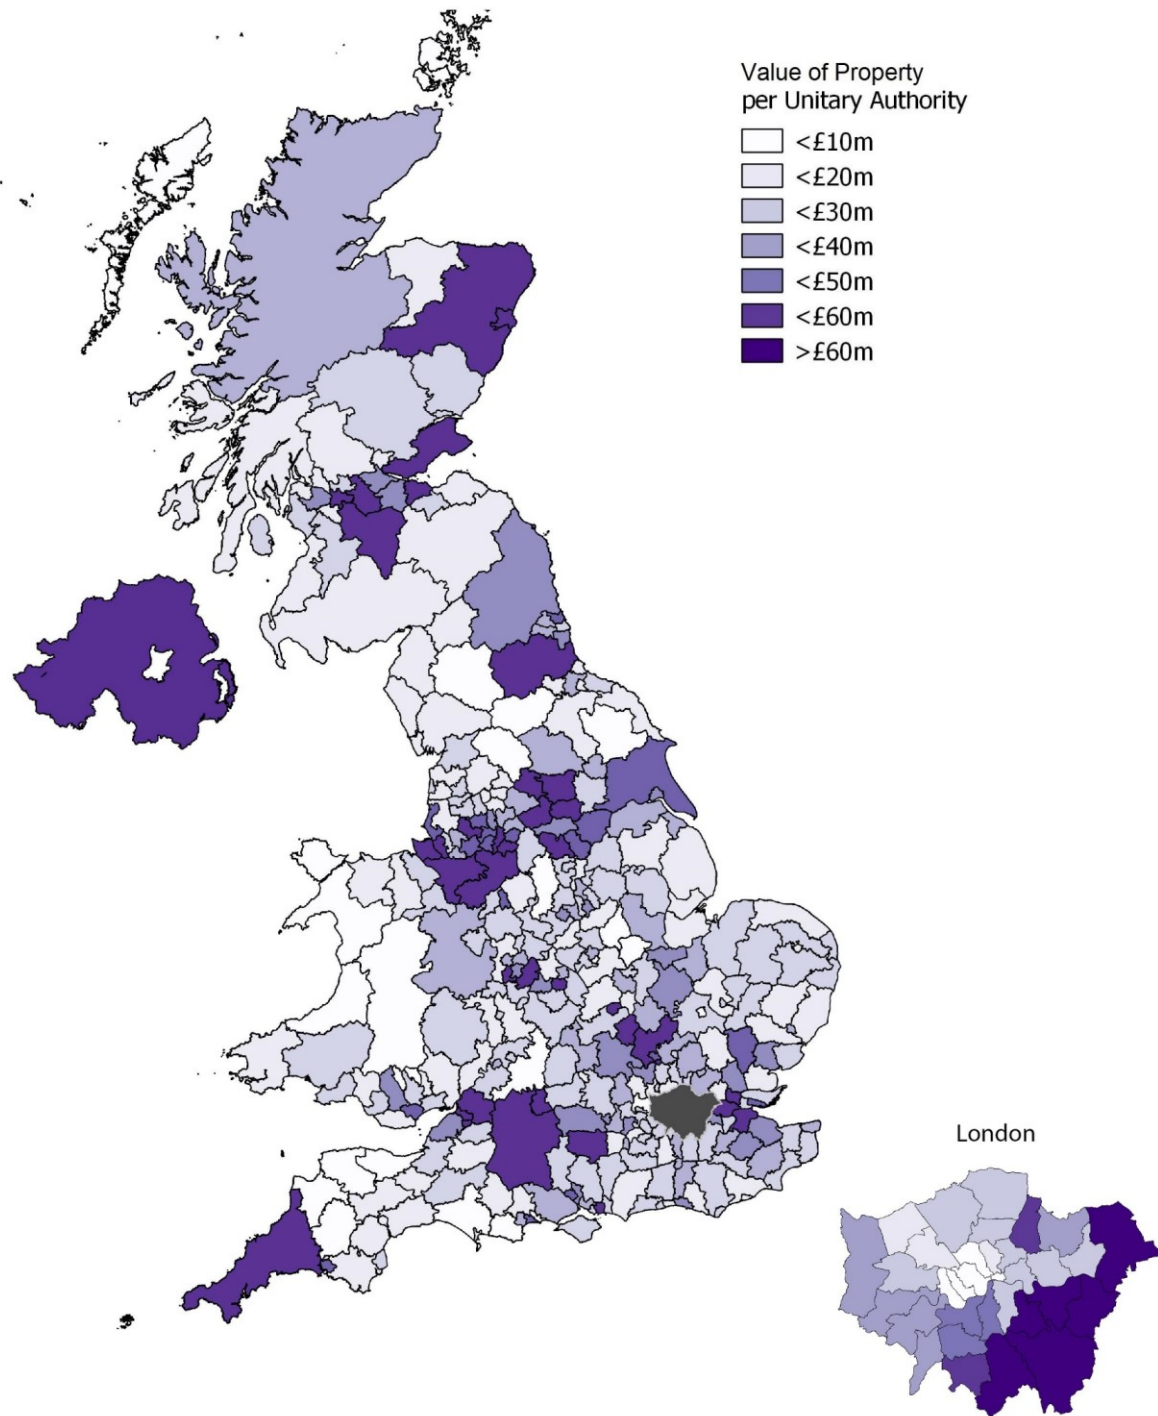 Value of Property
per Unitary Authority
<£10m
<£20m
<£30m
<£40m
<£50m
<£60m
>£60m
London